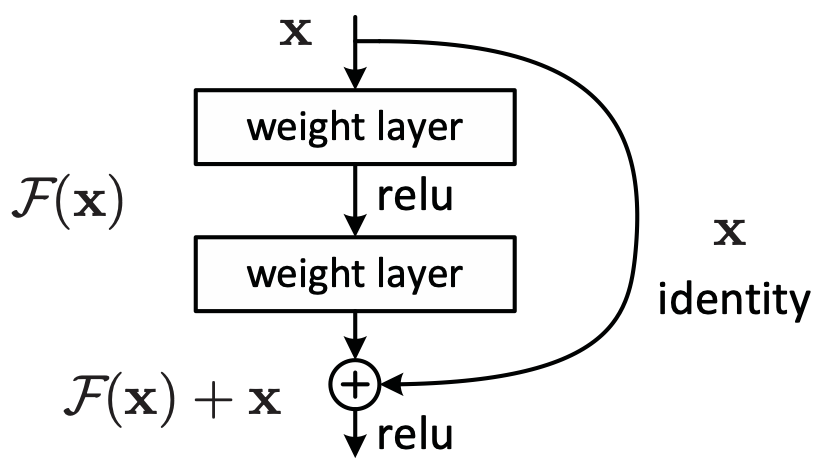 x
weight layer
relu
𝓕(x)
weight layer
x
identity
𝓕(x) + x
+
relu